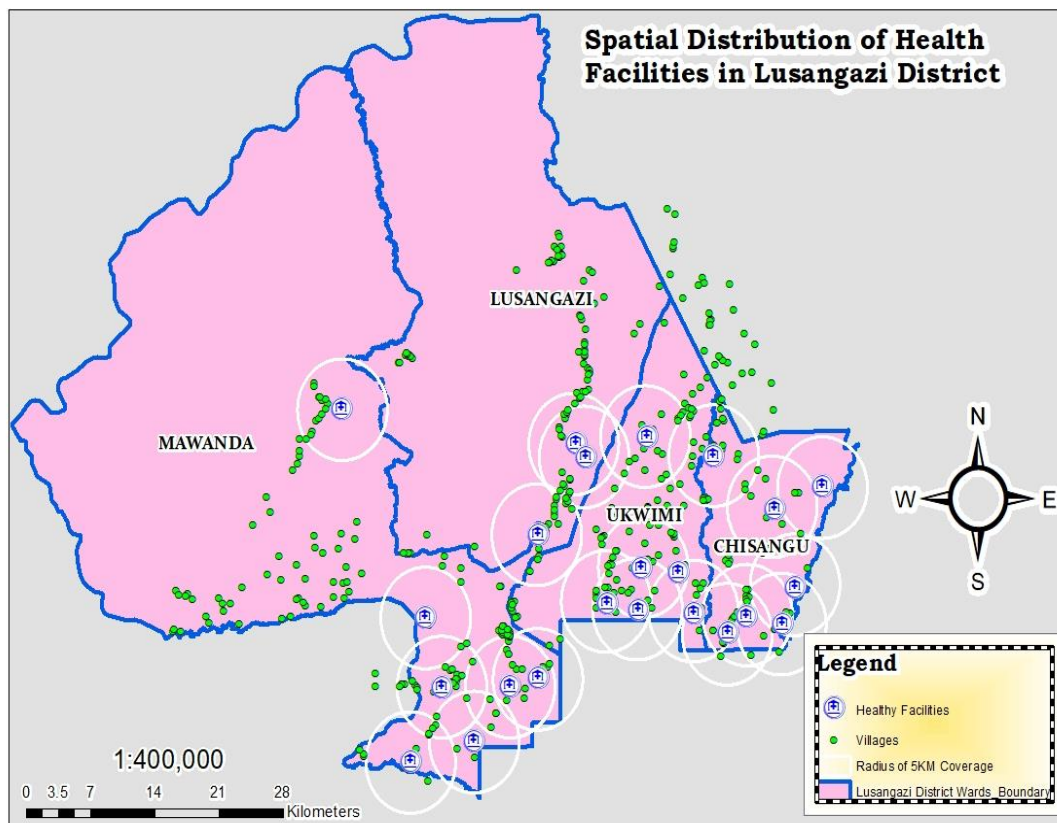 Spatial Distribution of Health
Facilities in Lusangazi District
LUSANGAZI
MAWANDA
UKWIMI
CHISANGU
N
W
E
S
Legend
Healthy Facilities
Villages
Radius of 5KM Coverage
Lusangazi District Wards_Boundary
1:400,000
0 3.5 7 14 21 28
Kilometers